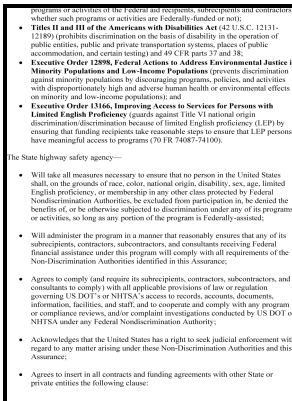 programs or activities of the Federal aid recipients, subrecipients and contractors,
whether such programs or activities are Federally-funded or not);
• Titles II and III of the Americans with Disabilities Act (42 U.S.C. 12131-
12189) (prohibits discrimination on the basis of disability in the operation of
public entities, public and private transportation systems, places of public
accommodation, and certain testing) and 49 CFR parts 37 and 38;
• Executive Order 12898, Federal Actions to Address Environmental Justice i
Minority Populations and Low-Income Populations (prevents discrimination
against minority populations by discouraging programs, policies, and activities
with disproportionately high and adverse human health or environmental effects
on minority and low-income populations); and
• Executive Order 13166, Improving Access to Services for Persons with
Limited English Proficiency (guards against Title VI national origin
discrimination/discrimination because of limited English proficiency (LEP) by
ensuring that funding recipients take reasonable steps to ensure that LEP persons
have meaningful access to programs (70 FR 74087-74100).
The State highway safety agency—
• Will take all measures necessary to ensure that no person in the United States
shall, on the grounds of race, color, national origin, disability, sex, age, limited
English proficiency, or membership in any other class protected by Federal
Nondiscrimination Authorities, be excluded from participation in, be denied the
benefits of, or be otherwise subjected to discrimination under any of its programs
or activities, so long as any portion of the program is Federally-assisted;
• Will administer the program in a manner that reasonably ensures that any of its
subrecipients, contractors, subcontractors, and consultants receiving Federal
financial assistance under this program will comply with all requirements of the
Non-Discrimination Authorities identified in this Assurance;
• Agrees to comply (and require its subrecipients, contractors, subcontractors, and
consultants to comply) with all applicable provisions of law or regulation
governing US DOT's or NHTSA's access to records, accounts, documents,
information, facilities, and staff, and to cooperate and comply with any program
or compliance reviews, and/or complaint investigations conducted by US DOT o
NHTSA under any Federal Nondiscrimination Authority;
• Acknowledges that the United States has a right to seek judicial enforcement wit
regard to any matter arising under these Non-Discrimination Authorities and this
Assurance;
• Agrees to insert in all contracts and funding agreements with other State or
private entities the following clause: